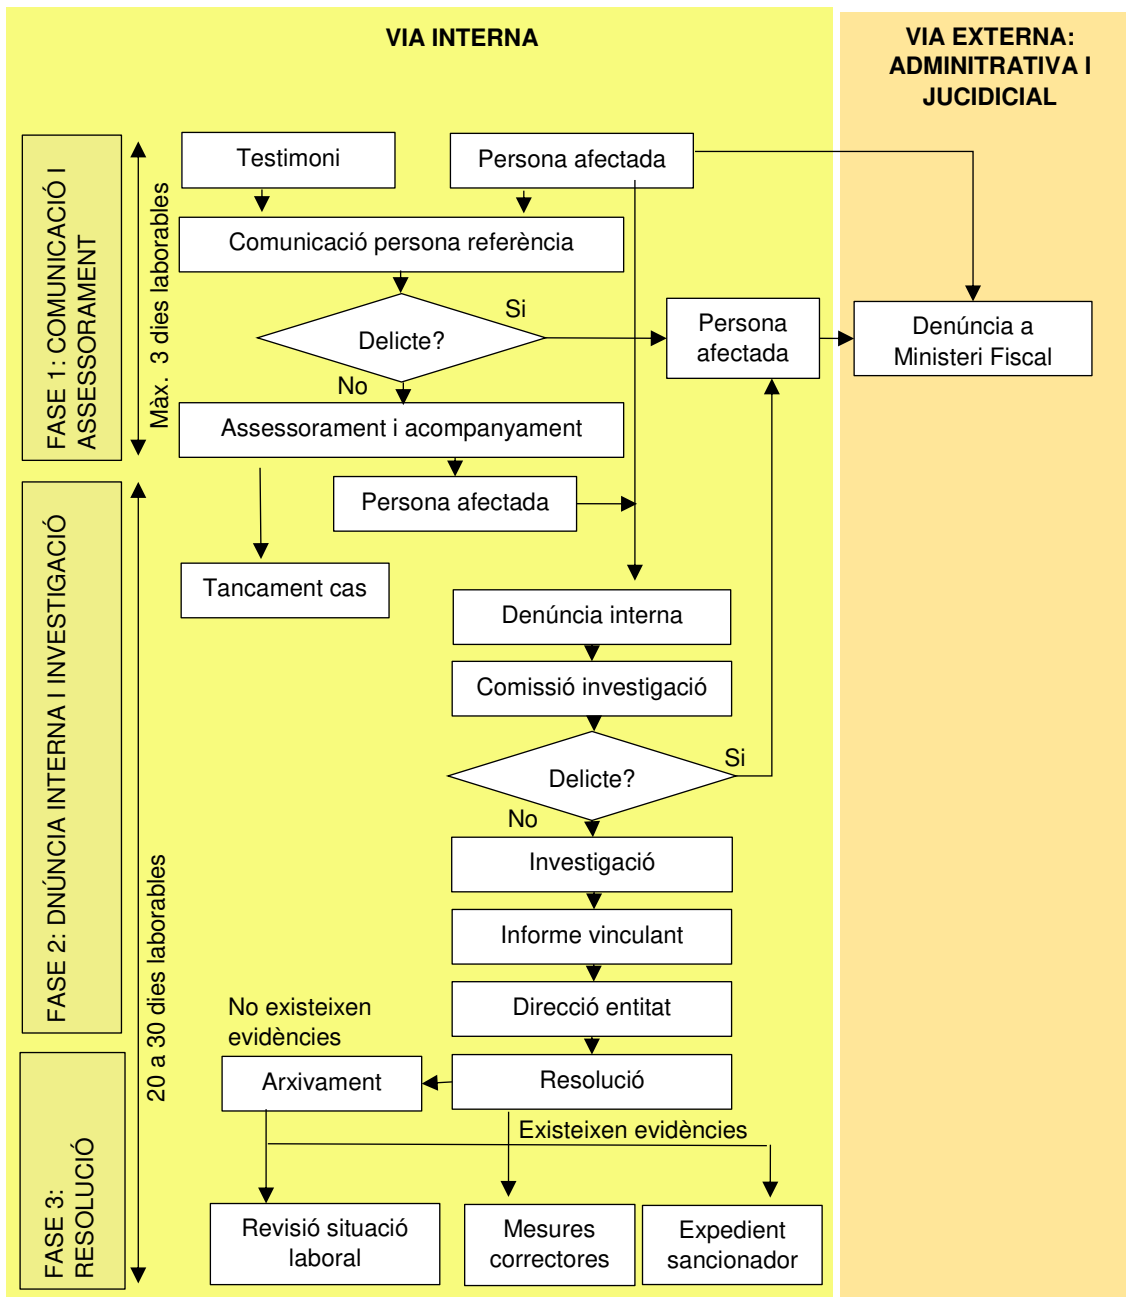 VIA INTERNA
VIA EXTERNA:
ADMINITRATIVA I
JUCIDICIAL
FASE 1: COMUNICACIÓ I
ASSESSORAMENT
Màx. 3 dies laborables
Testimoni
Persona afectada
Comunicació persona referència
Delicte?
Si
No
Persona
afectada
Denúncia a
Ministeri Fiscal
Assessorament i acompanyament
Persona afectada
Tancament cas
FASE 2: DNÚNCIA INTERNA I INVESTIGACIÓ
20 a 30 dies laborables
Denúncia interna
Comissió investigació
Delicte?
Si
No
Investigació
Informe vinculant
Direcció entitat
No existeixen
evidències
Arxivament
Resolució
Existeixen evidències
FASE 3:
RESOLUCIÓ
Revisió situació
laboral
Mesures
correctores
Expedient
sancionador